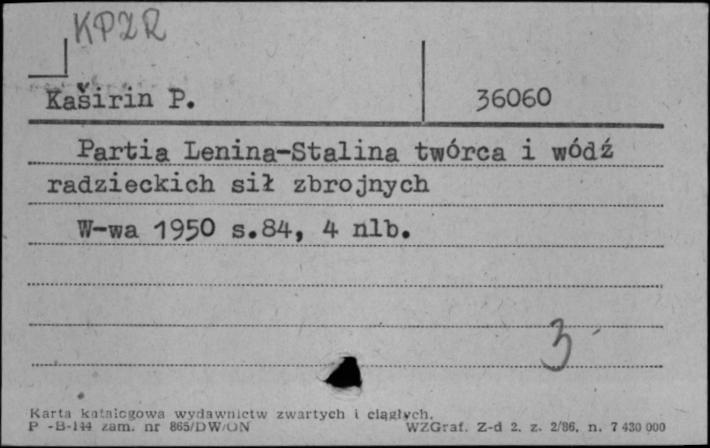 KPZR
Kaširin P. 36060
Partia Lenina-Stalina twórca i wódź
radzieckich sił zbrojnych
W-wa 1950 s.84, 4 nlb.
3
Karta katalogowa wydawnictw zwartych i ciągłych.
P -B-144 zam. nr 865/DW/ON WZGraf. Z-d 2. z. 2/86. n. 7 430 000